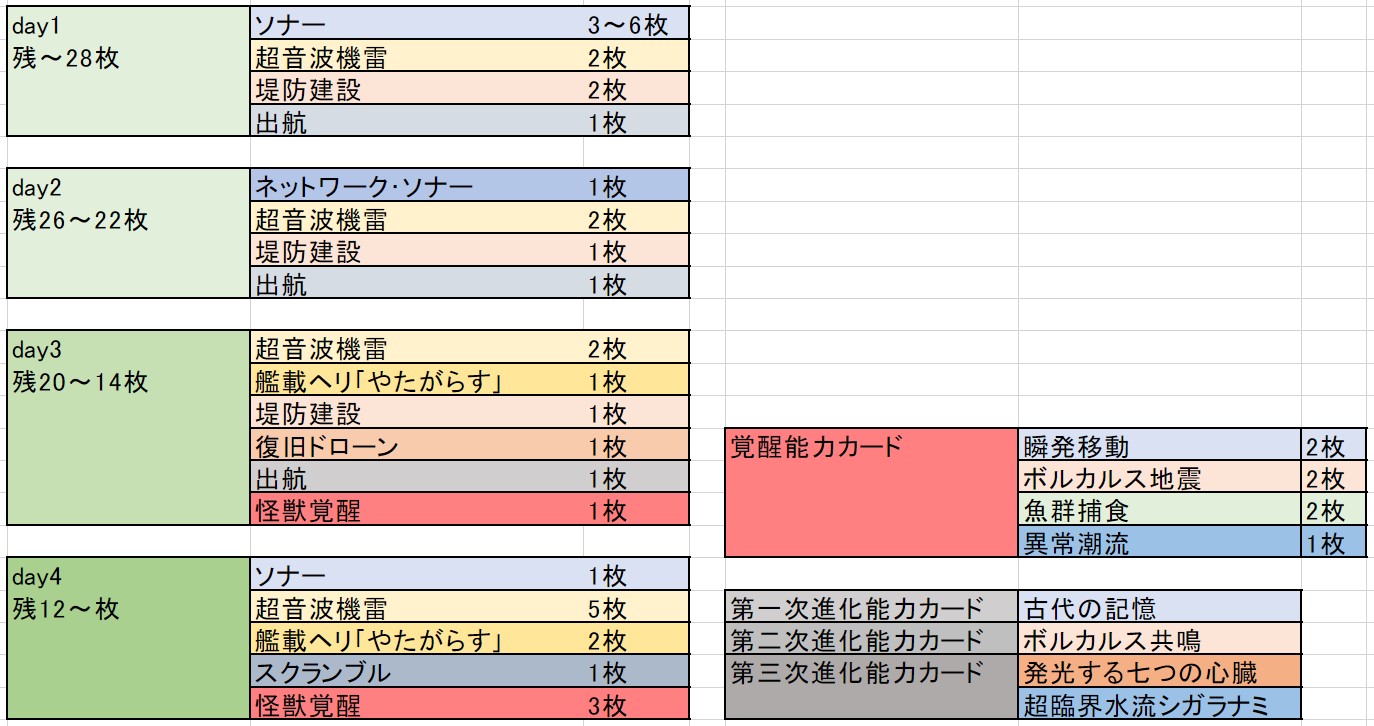 day1
残～28枚
ソナー 3～6枚
超音波機雷 2枚
堤防建設 2枚
出航 1枚
day2
残26～22枚
ネットワーク・ソナー 1枚
超音波機雷 2枚
堤防建設 1枚
出航 1枚
day3
残20～14枚
超音波機雷 2枚
艦載ヘリ「やたがらす」 1枚
堤防建設 1枚
復旧ドローン 1枚
出航 1枚
怪獣覚醒 1枚
day4
残12～枚
ソナー 1枚
超音波機雷 5枚
艦載ヘリ「やたがらす」 2枚
スクランブル 1枚
怪獣覚醒 3枚
覚醒能力カード
瞬発移動 2枚
ボルカルス地震 2枚
魚群捕食 2枚
異常潮流 1枚
第一次進化能力カード 古代の記憶
第二次進化能力カード ボルカルス共鳴
第三次進化能力カード 発光する七つの心臓
超臨界水流シガラナミ